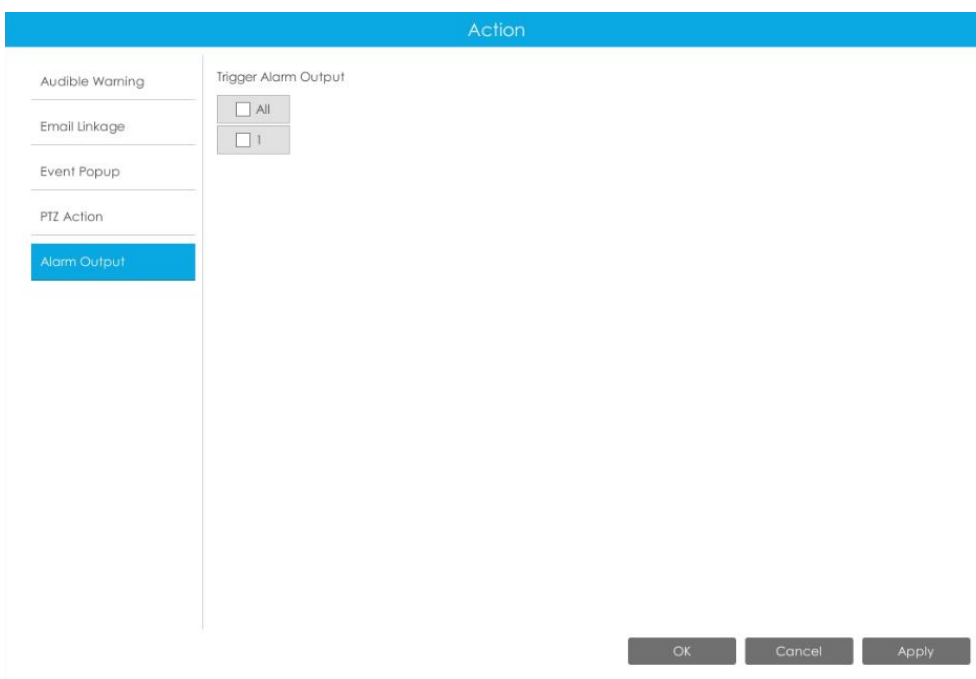 Action
Audible Warning
Email Linkage
Event Popup
PTZ Action
Alarm Output
Trigger Alarm Output
All
1
OK
Cancel
Apply